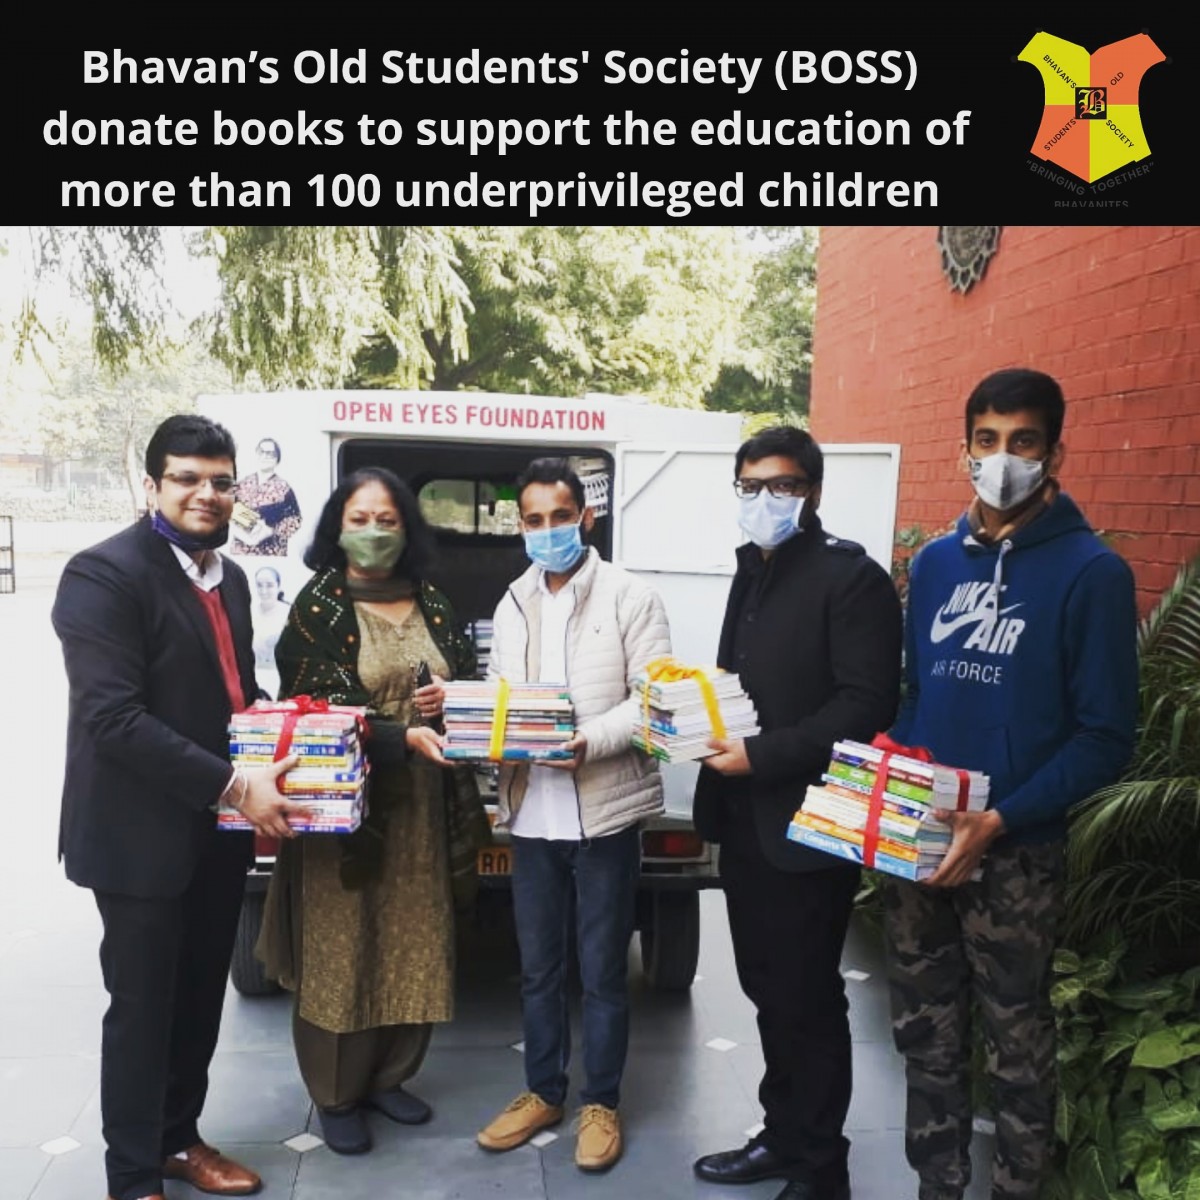 Bhavan’s Old Students' Society (BOSS)
donate books to support the education of
more than 100 underprivileged children
BHAVAN'S
OLD
B
STUDENTS
SOCIETY
"BRINGING TOGETHER"
BHAVANITES
OPEN EYES FOUNDATION
NIKE
AIR
AIR FORCE